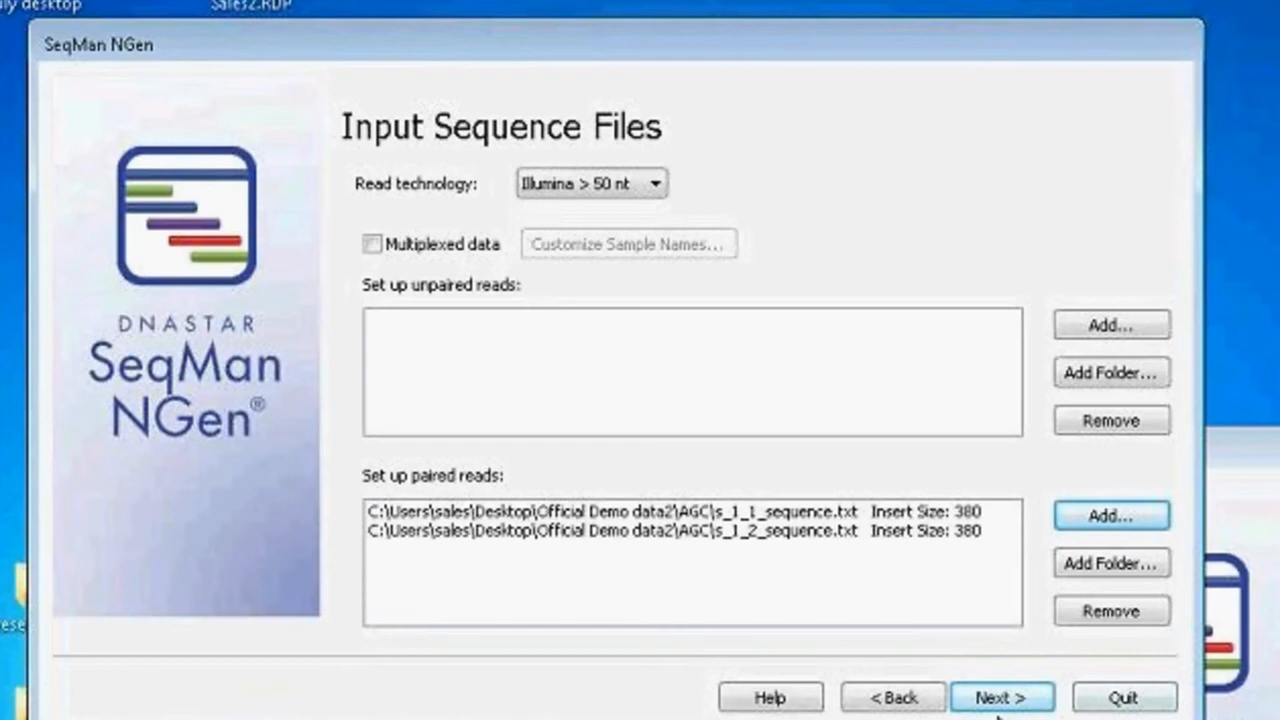 uly desktop
Sales2.RDP
SeqMan NGen
Input Sequence Files
Read technology:
Illumina > 50 nt
Multiplexed data
Customize Sample Names...
Set up unpaired reads:
Add...
Add Folder...
Remove
DNASTAR
SeqMan
NGen®
Set up paired reads:
C:\Users\sales\Desktop\Official Demo data2\AGC\s_1_1_sequence.txt Insert Size: 380
C:\Users\sales\Desktop\Official Demo data2\AGC\s_1_2_sequence.txt Insert Size: 380
Add...
Add Folder...
Remove
Help
< Back
Next >
Quit